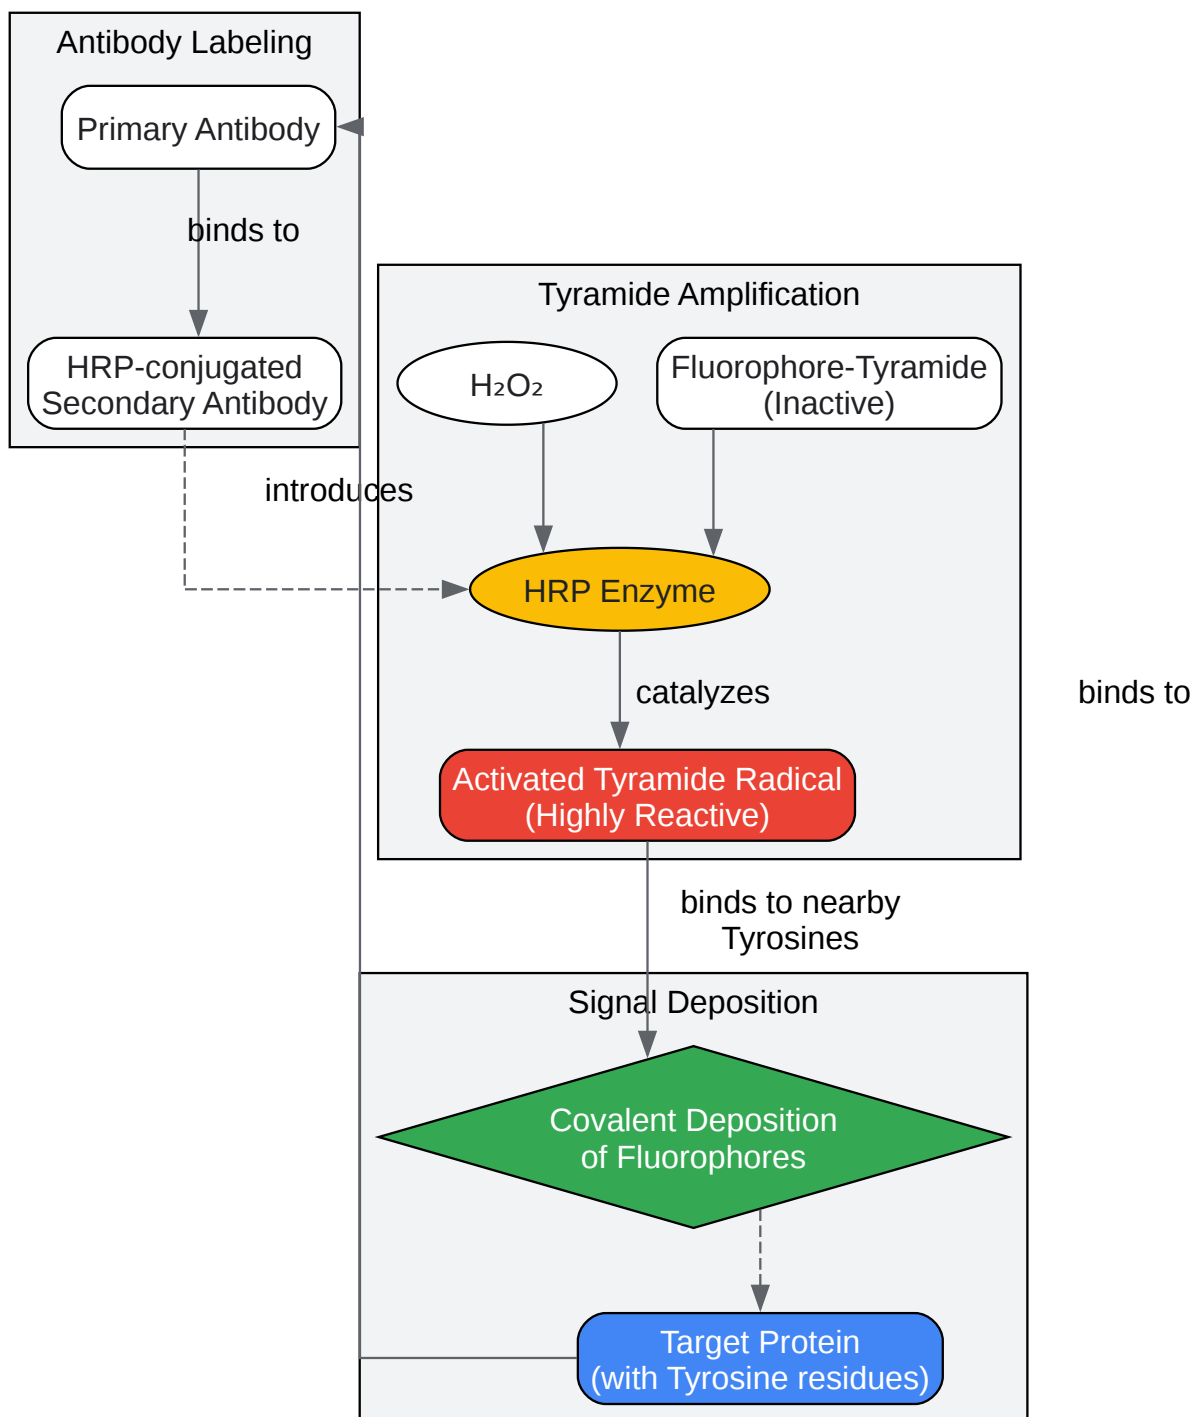 Antibody Labeling
Primary Antibody
binds to
HRP-conjugated
Secondary Antibody
introduces
Tyramide Amplification
H₂O₂
Fluorophore-Tyramide
(Inactive)
HRP Enzyme
catalyzes
binds to
Activated Tyramide Radical
(Highly Reactive)
binds to nearby
Tyrosines
Signal Deposition
Covalent Deposition
of Fluorophores
Target Protein
(with Tyrosine residues)